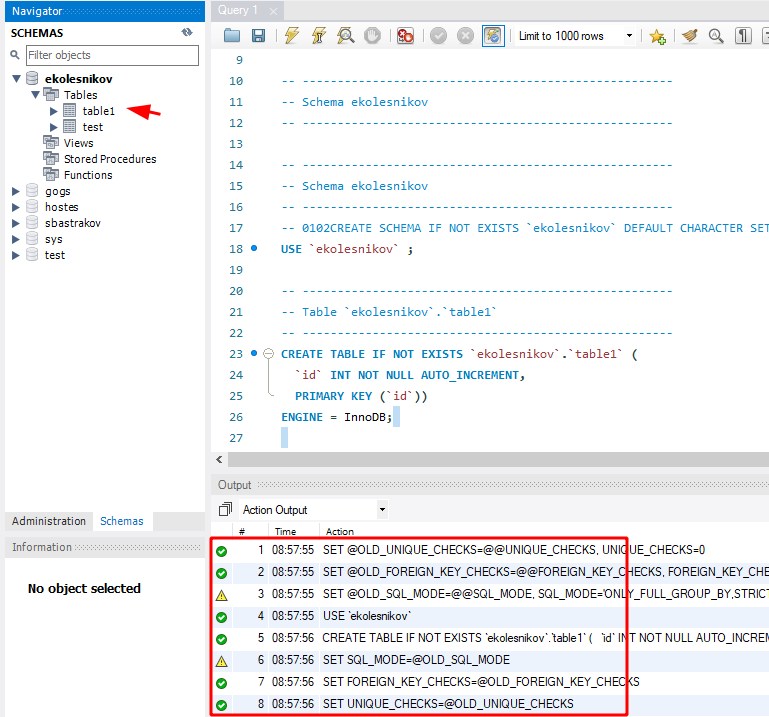 Navigator
SCHEMAS
Filter objects
ekolesnikov
Tables
table1
test
Views
Stored Procedures
Functions
gogs
hostes
sbastrakov
sys
test
Administration Schemas
Information
No object selected
Query 1
Limit to 1000 rows
9
10 -- -----------------------------------------------------
11 -- Schema ekolesnikov
12 -- -----------------------------------------------------
13
14 -- -----------------------------------------------------
15 -- Schema ekolesnikov
16 -- -----------------------------------------------------
17 -- 0102CREATE SCHEMA IF NOT EXISTS `ekolesnikov` DEFAULT CHARACTER SET
18 USE `ekolesnikov` ;
19
20 -- -----------------------------------------------------
21 -- Table `ekolesnikov`.`table1`
22 -- -----------------------------------------------------
23 CREATE TABLE IF NOT EXISTS `ekolesnikov`.`table1` (
24 `id` INT NOT NULL AUTO_INCREMENT,
25 PRIMARY KEY (`id`))
26 ENGINE = InnoDB;
27
Output
Action Output
# Time Action
1 08:57:55 SET @OLD_UNIQUE_CHECKS=@@UNIQUE_CHECKS, UNIQUE_CHECKS=0
2 08:57:55 SET @OLD_FOREIGN_KEY_CHECKS=@@FOREIGN_KEY_CHECKS, FOREIGN_KEY_CHE
3 08:57:55 SET @OLD_SQL_MODE=@@SQL_MODE, SQL_MODE='ONLY_FULL_GROUP_BY,STRICT
4 08:57:55 USE `ekolesnikov`
5 08:57:56 CREATE TABLE IF NOT EXISTS `ekolesnikov`.`table1` ( `id` INT NOT NULL AUTO_INCREM
6 08:57:56 SET SQL_MODE=@OLD_SQL_MODE
7 08:57:56 SET FOREIGN_KEY_CHECKS=@OLD_FOREIGN_KEY_CHECKS
8 08:57:56 SET UNIQUE_CHECKS=@OLD_UNIQUE_CHECKS